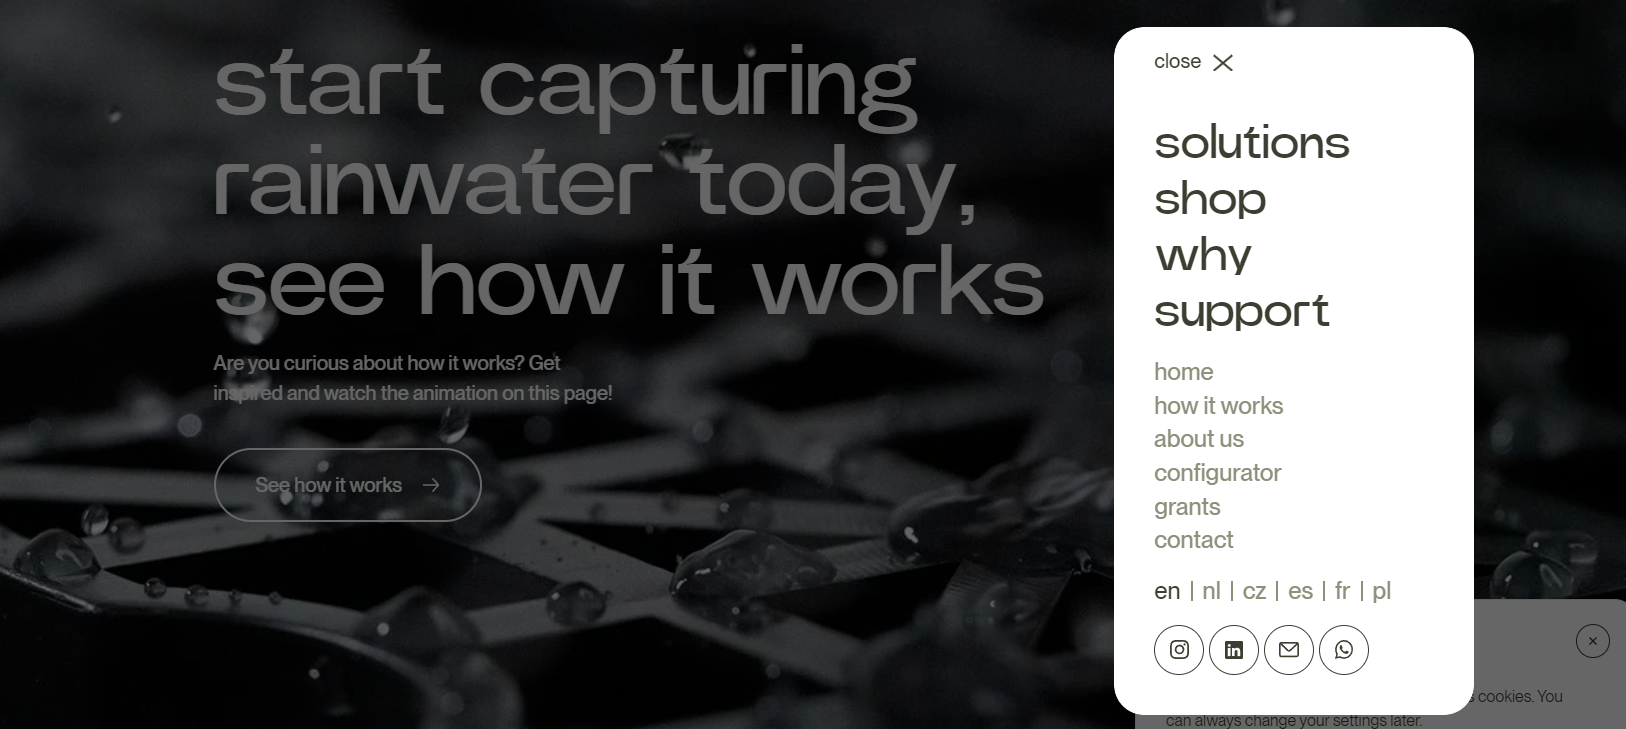 start capturing
rainwater today,
see how it works
Are you curious about how it works? Get
inspired and watch the animation on this page!
See how it works
close
solutions
shop
why
support
home
how it works
about us
configurator
grants
contact
en | nl | cz | es | fr | pl
cookies. You
can always change your settings later.